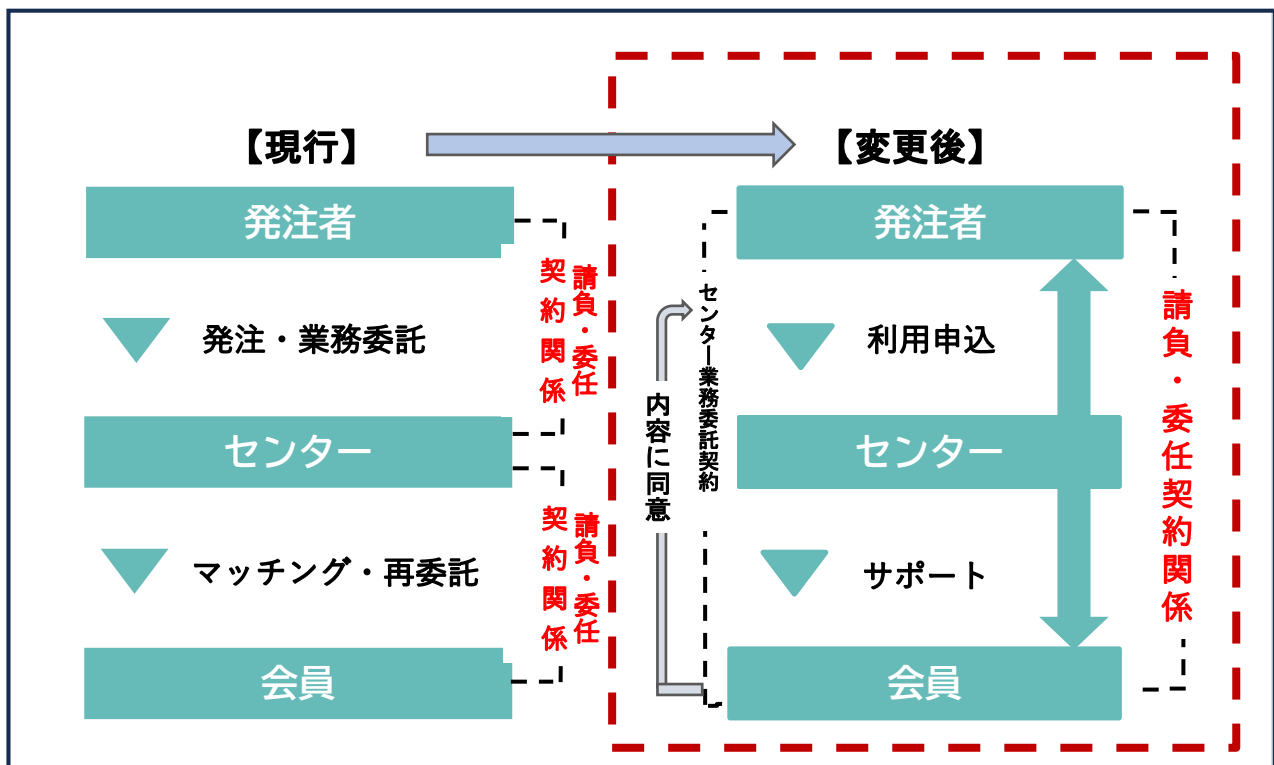 【現行】
発注者
発注・業務委託
請負・委任
契約関係
センター
マッチング・再委託
請負・委任
契約関係
会員
【変更後】
発注者
利用申込
センター
サポート
会員
センター業務委託契約
内容に同意
請負・委任契約関係